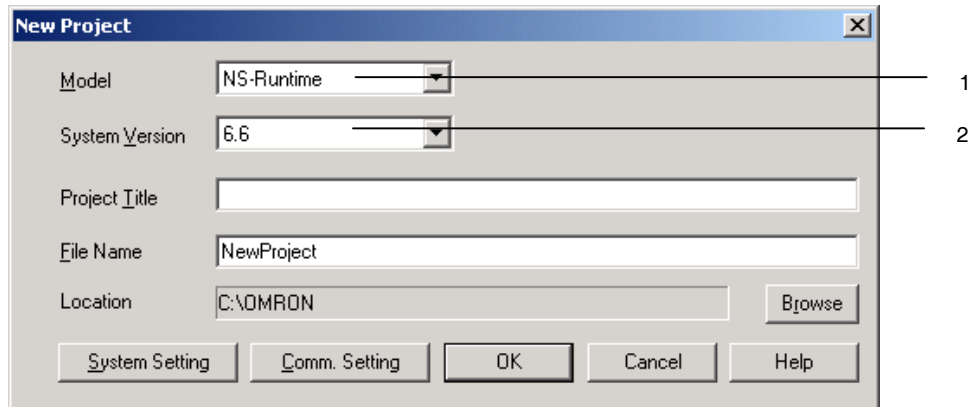 New Project
Model NS-Runtime 1
System Version 6.6 2
Project Title
File Name NewProject
Location C:\OMRON Browse
System Setting Comm. Setting OK Cancel Help